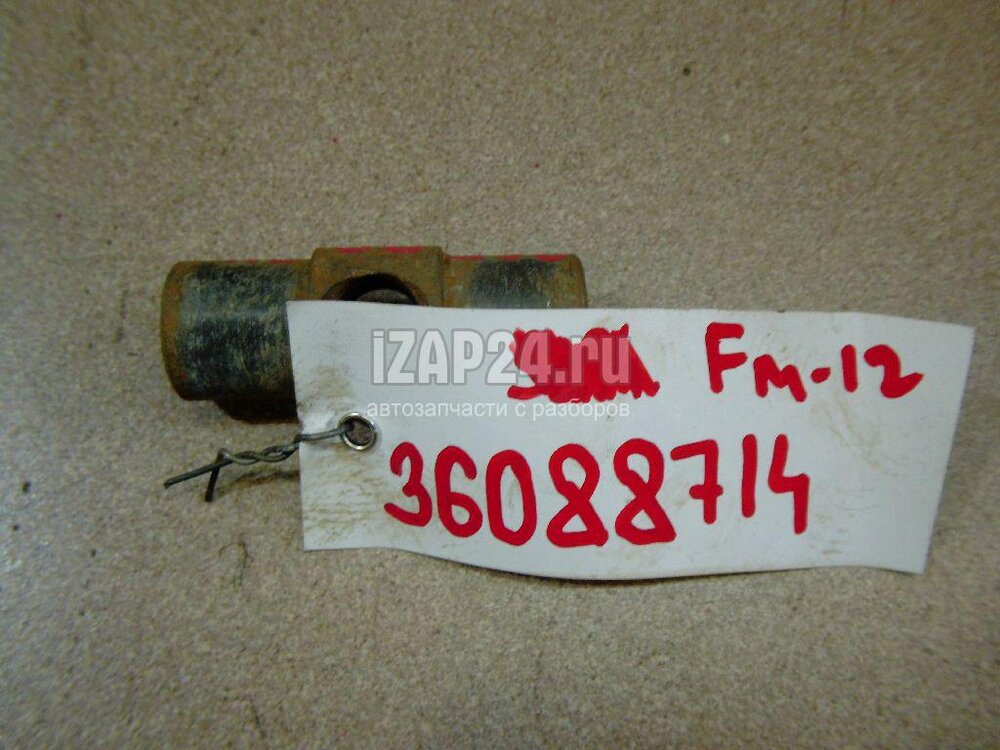 Fm-12
iZAP24.ru
автозапчасти с разборов
36088714